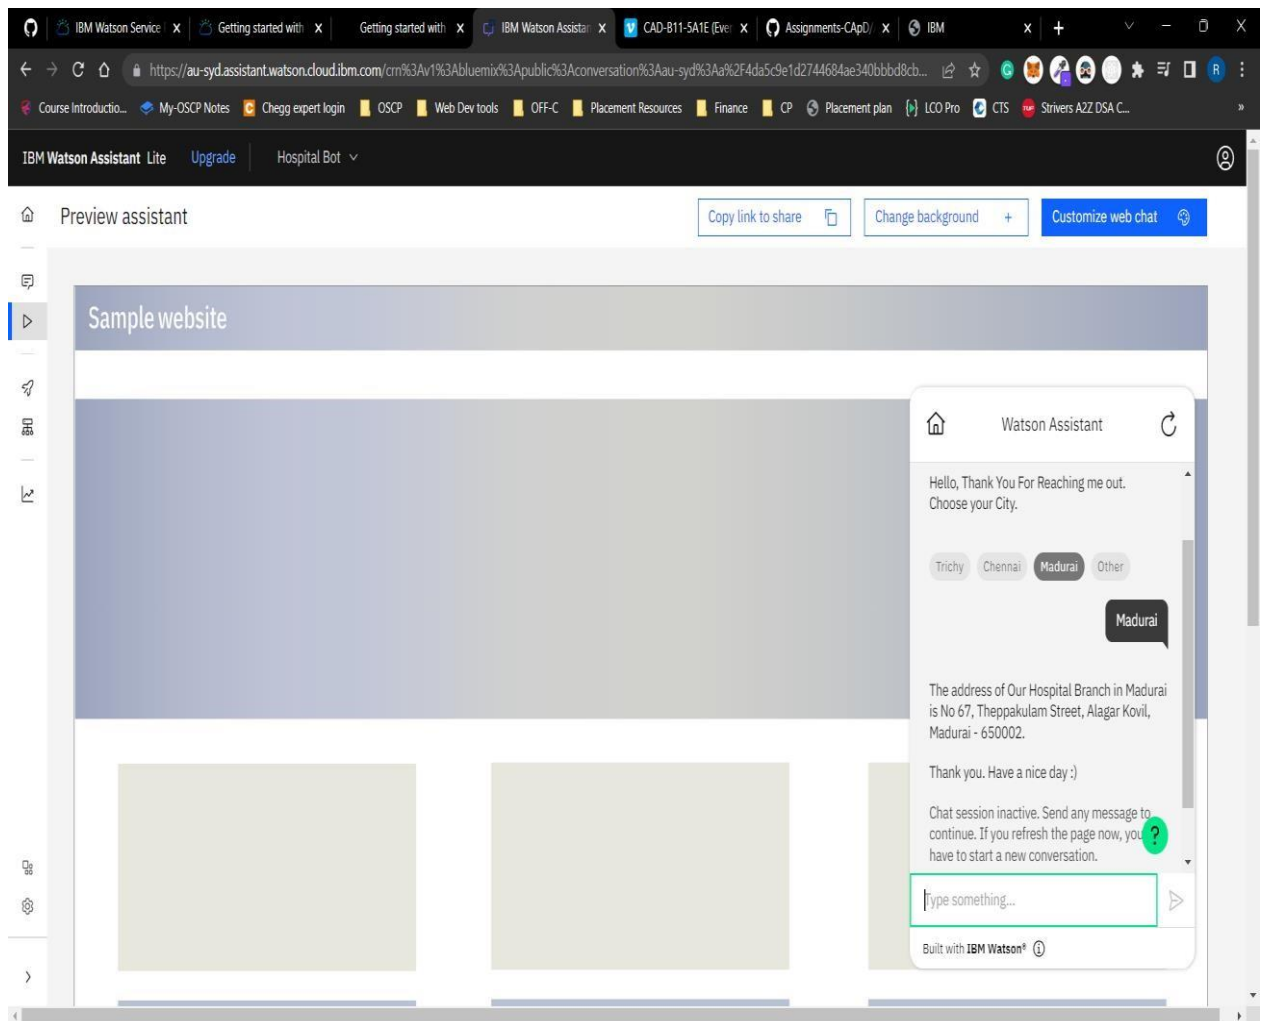 IBM Watson Service
Getting started with
Getting started with
IBM Watson Assistan
CAD-B11-5A1E (Ever
Assignments-CApD/
IBM
https://au-syd.assistant.watson.cloud.ibm.com/crn%3Av1%3Abluemix%3Apublic%3Aconversation%3Aau-syd%3Aa%2F4da5c9e1d2744684ae340bbbd8cb...
Course Introductio...
My-OSCP Notes
Chegg expert login
OSCP
Web Dev tools
OFF-C
Placement Resources
Finance
CP
Placement plan
LCO Pro
CTS
Strivers A2Z DSA C...
IBM Watson Assistant Lite
Upgrade
Hospital Bot
Preview assistant
Copy link to share
Change background +
Customize web chat
Sample website
Watson Assistant
Hello, Thank You For Reaching me out.
Choose your City.
Trichy
Chennai
Madurai
Other
Madurai
The address of Our Hospital Branch in Madurai
is No 67, Theppakulam Street, Alagar Kovil,
Madurai - 650002.
Thank you. Have a nice day :)
Chat session inactive. Send any message to
continue. If you refresh the page now, you
have to start a new conversation.
?
Type something...
Built with IBM Watson®